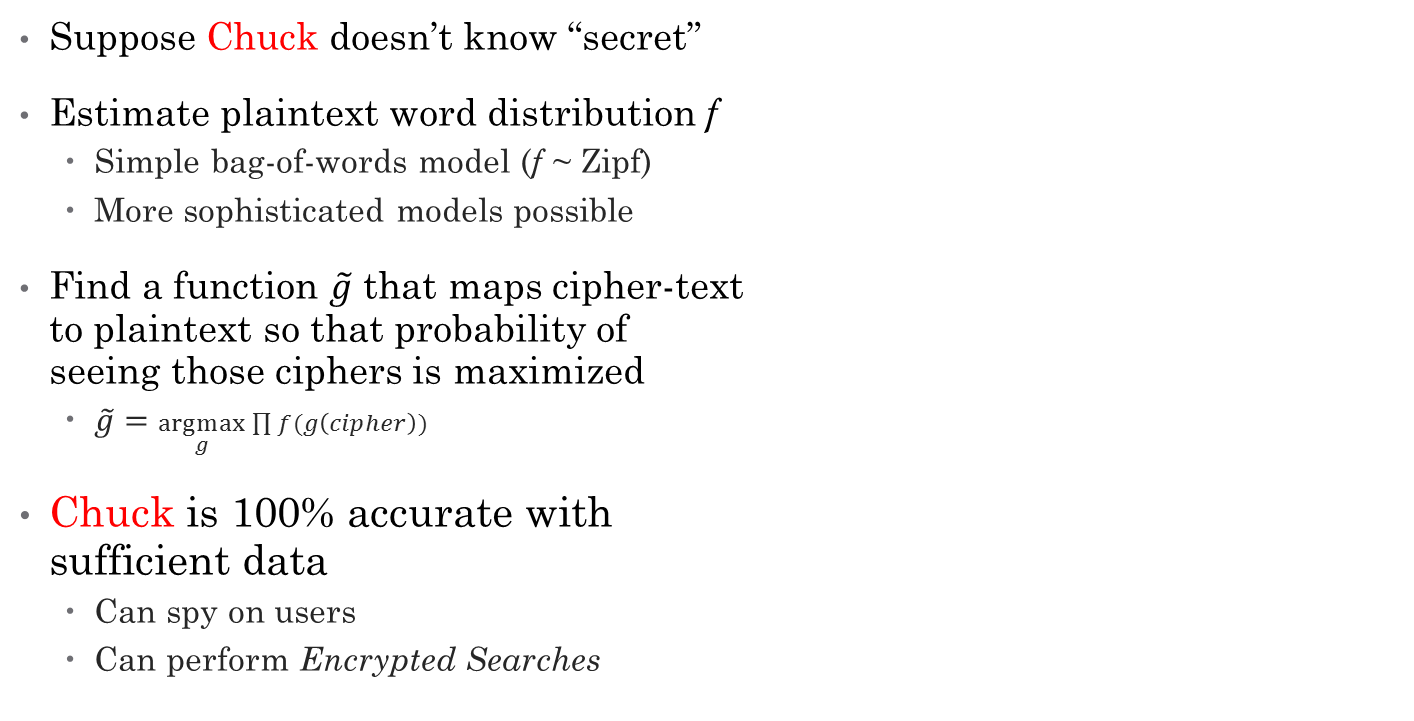 • Suppose Chuck doesn’t know “secret”
• Estimate plaintext word distribution f
• Simple bag-of-words model (f ~ Zipf)
• More sophisticated models possible
• Find a function g̃ that maps cipher-text
to plaintext so that probability of
seeing those ciphers is maximized
• g̃ = argmax ∏ f(g(cipher))
g
• Chuck is 100% accurate with
sufficient data
• Can spy on users
• Can perform Encrypted Searches